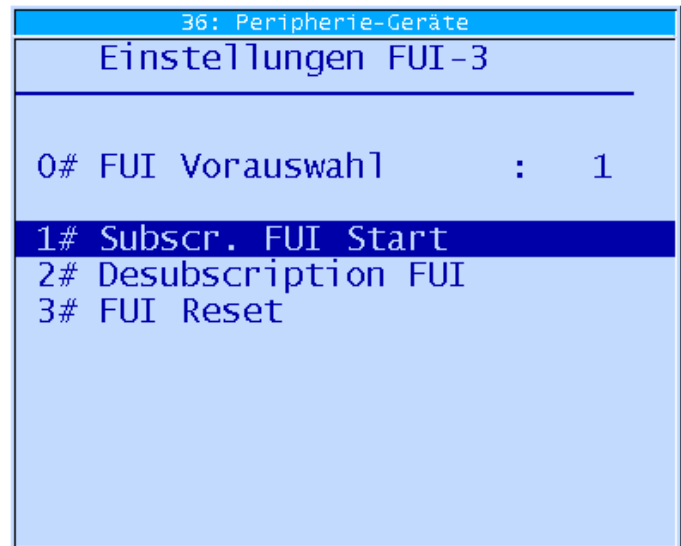 36: Peripherie-Geräte
Einstellungen FUI-3
0# FUI Vorauswahl : 1
1# Subscr. FUI Start
2# Desubscription FUI
3# FUI Reset